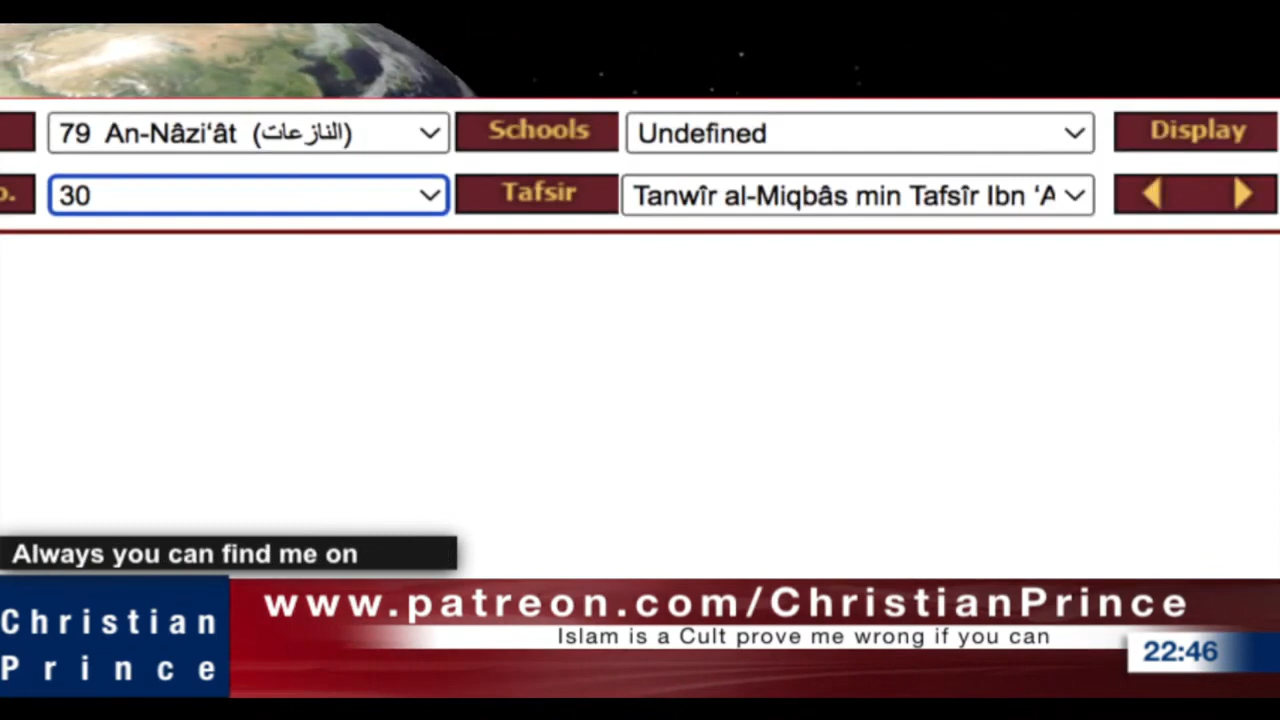 79 An-Nâzi‘ât (النازعات)
Schools
Undefined
Display
o.
30
Tafsir
Tanwîr al-Miqbâs min Tafsîr Ibn ‘A
Always you can find me on
Christian
Prince
www.patreon.com/ChristianPrince
Islam is a Cult prove me wrong if you can
22:46